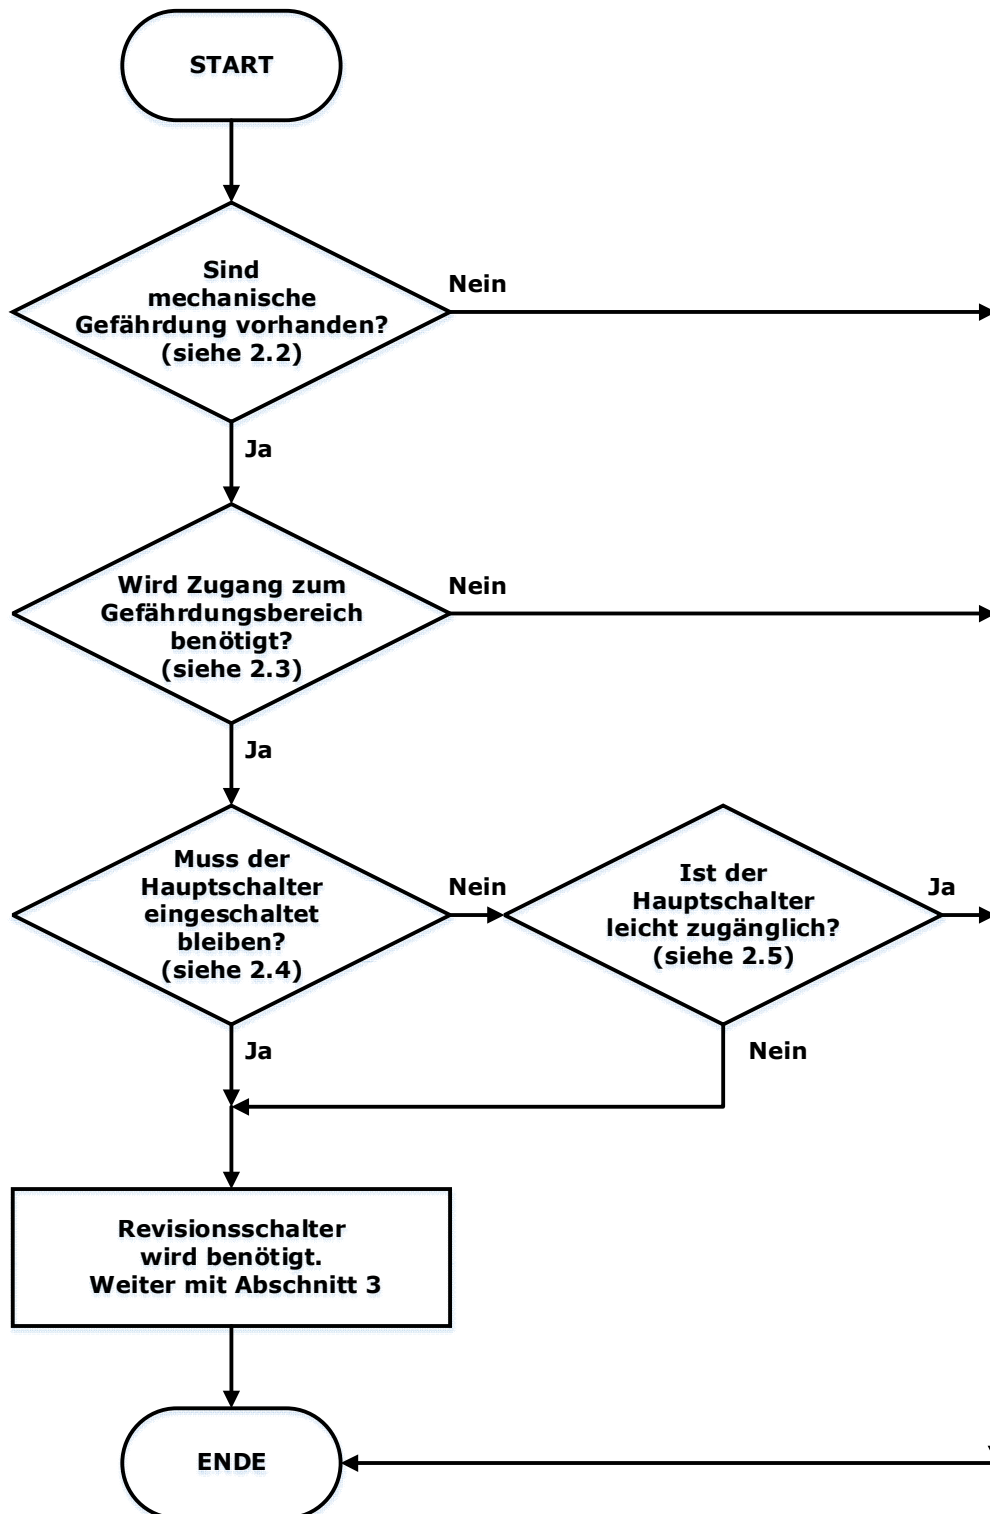 START
Sind
mechanische
Gefährdung vorhanden?
(siehe 2.2)
Nein
Ja
Wird Zugang zum
Gefährdungsbereich
benötigt?
(siehe 2.3)
Nein
Ja
Muss der
Hauptschalter
eingeschaltet
bleiben?
(siehe 2.4)
Nein
Ist der
Hauptschalter
leicht zugänglich?
(siehe 2.5)
Ja
Ja
Nein
Revisionsschalter
wird benötigt.
Weiter mit Abschnitt 3
ENDE